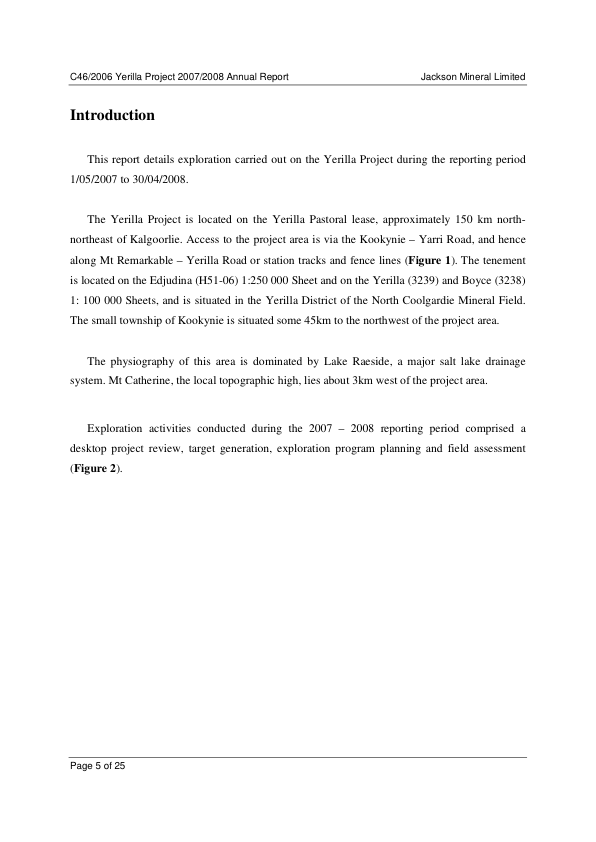 C46/2006 Yerilla Project 2007/2008 Annual Report Jackson Mineral Limited
Introduction
This report details exploration carried out on the Yerilla Project during the reporting period
1/05/2007 to 30/04/2008.
The Yerilla Project is located on the Yerilla Pastoral lease, approximately 150 km north-
northeast of Kalgoorlie. Access to the project area is via the Kookynie – Yarri Road, and hence
along Mt Remarkable – Yerilla Road or station tracks and fence lines (Figure 1). The tenement
is located on the Edjudina (H51-06) 1:250 000 Sheet and on the Yerilla (3239) and Boyce (3238)
1: 100 000 Sheets, and is situated in the Yerilla District of the North Coolgardie Mineral Field.
The small township of Kookynie is situated some 45km to the northwest of the project area.
The physiography of this area is dominated by Lake Raeside, a major salt lake drainage
system. Mt Catherine, the local topographic high, lies about 3km west of the project area.
Exploration activities conducted during the 2007 – 2008 reporting period comprised a
desktop project review, target generation, exploration program planning and field assessment
(Figure 2).
Page 5 of 25